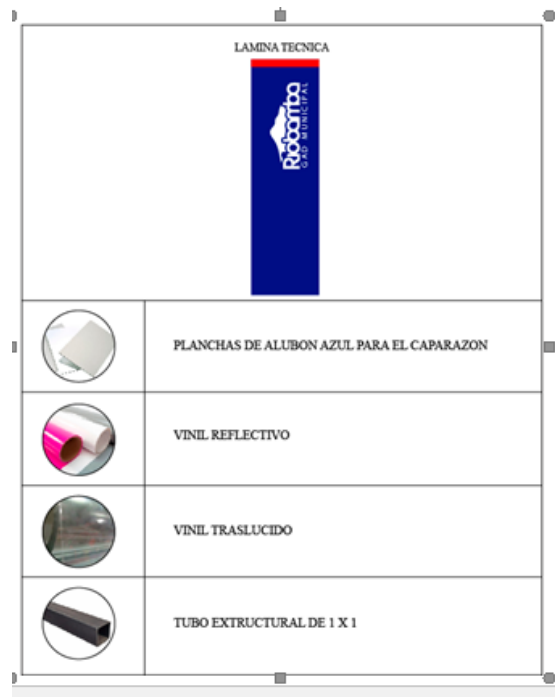 LAMINA TECNICA
Riobamba
GAD MUNICIPAL
PLANCHAS DE ALUBON AZUL PARA EL CAPARAZON
VINIL REFLECTIVO
VINIL TRASLUCIDO
TUBO EXTRUCTURAL DE 1 X 1